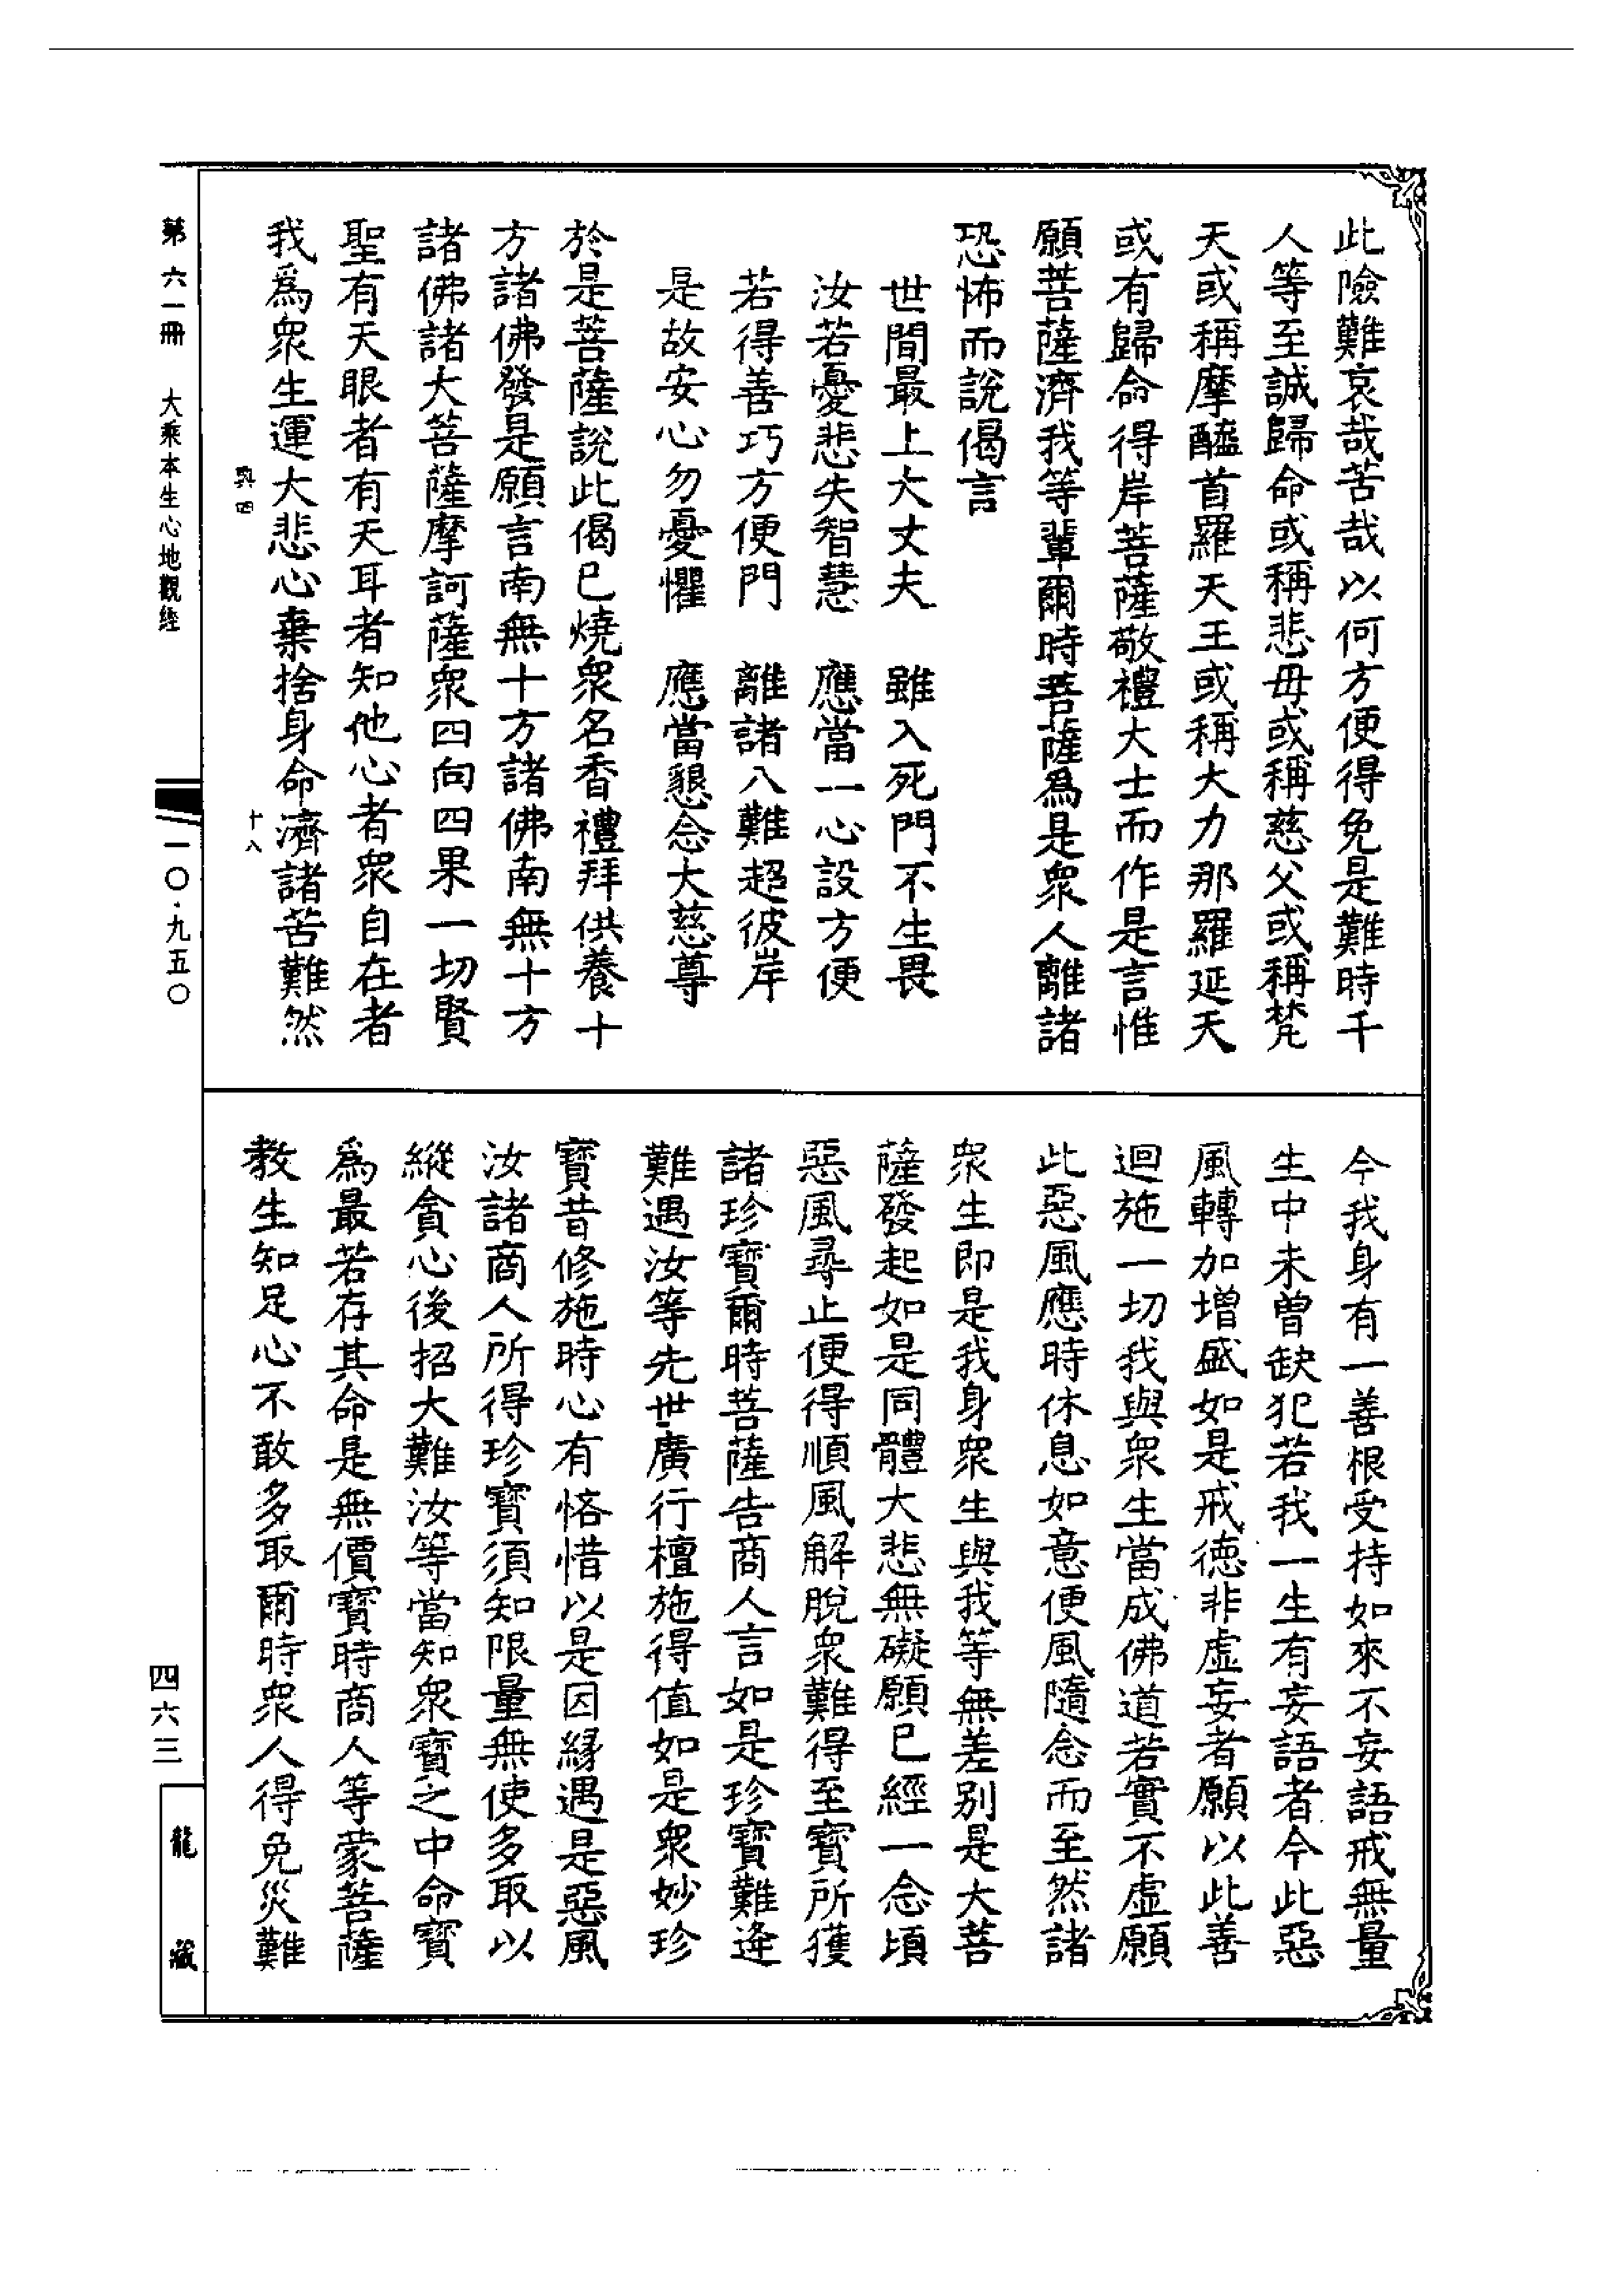 此險難哀哉苦哉以何方便得免是難時千
人等至誠歸命或稱悲母或稱慈父或稱梵
天或稱摩醯首羅天王或稱大力那羅延天
或有歸命得岸菩薩敬禮大士而作是言惟
願菩薩濟我等輩爾時菩薩爲是衆人離諸
恐怖而說偈言
世間最上大丈夫　雖入死門不生畏
汝若憂悲失智慧　應當一心設方便
若得善巧方便門　離諸八難超彼岸
是故安心勿憂懼　應當懇念大慈尊
於是菩薩說此偈已燒衆名香禮拜供養十
方諸佛發是願言南無十方諸佛南無十方
諸佛諸大菩薩摩訶薩衆四向四果一切賢
聖有天眼者有天耳者知他心者衆自在者
我爲衆生運大悲心棄捨身命濟諸苦難然
與四　十八
今我身有一善根受持如來不妄語戒無量
生中未曾缺犯若我一生有妄語者今此惡
風轉加增盛如是戒德非虛妄者願以此善
迴施一切我與衆生當成佛道若實不虛願
此惡風應時休息如意便風隨念而至然諸
衆生即是我身衆生與我等無差別是大菩
薩發起如是同體大悲無礙願已經一念頃
惡風尋止便得順風解脫衆難得至寶所獲
諸珍寶爾時菩薩告商人言如是珍寶難逢
難遇汝等先世廣行檀施得值如是衆妙珍
寶昔修施時心有悋惜以是因緣遇是惡風
汝諸商人所得珍寶須知限量無使多取以
縱貪心後招大難汝等當知衆寶之中命寶
爲最若存其命是無價寶時商人等蒙菩薩
教生知足心不敢多取爾時衆人得免災難
第六一冊　大乘本生心地觀經
一〇·九五〇
四六三
龍藏